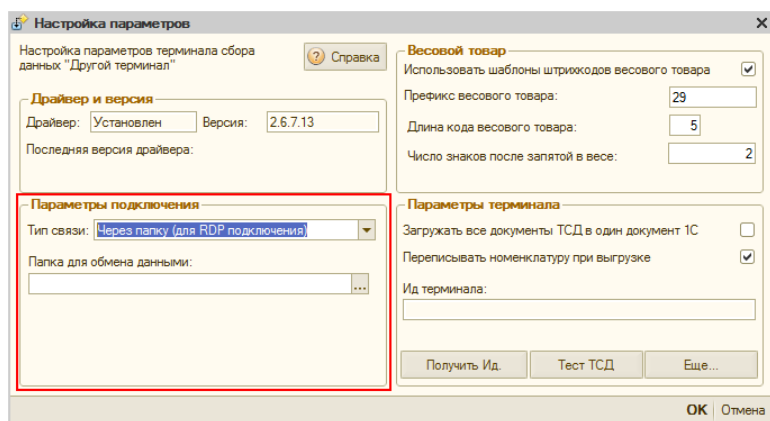 Настройка параметров
Настройка параметров терминала сбора
данных "Другой терминал"
Справка
Драйвер и версия
Драйвер: Установлен Версия: 2.6.7.13
Последняя версия драйвера:
Параметры подключения
Тип связи: Через папку (для RDP подключения)
Папка для обмена данными:
...
Весовой товар
Использовать шаблоны штрихкодов весового товара
Префикс весового товара: 29
Длина кода весового товара: 5
Число знаков после запятой в весе: 2
Параметры терминала
Загружать все документы ТСД в один документ 1С
Переписывать номенклатуру при выгрузке
Ид терминала:
Получить Ид. Тест ТСД Еще...
OK Отмена